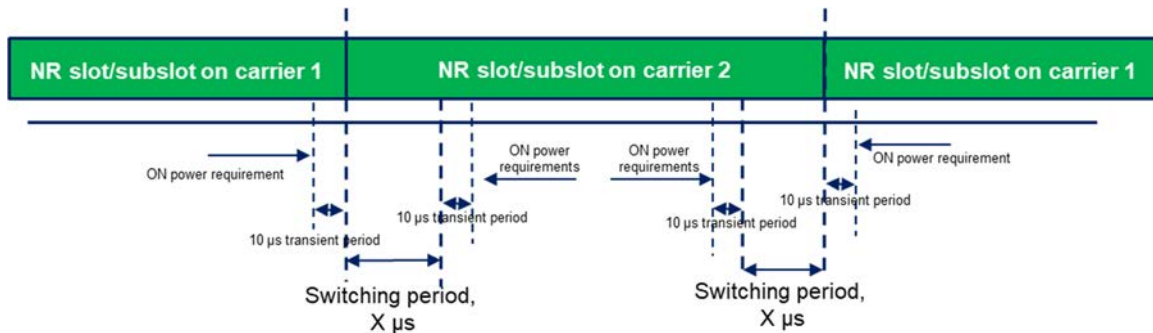 NR slot/subslot on carrier 1
NR slot/subslot on carrier 2
NR slot/subslot on carrier 1
ON power requirement
ON power
requirements
ON power
requirements
ON power requirement
10 µs transient period
10 µs transient period
10 µs transient period
10 µs transient period
Switching period,
X µs
Switching period,
X µs